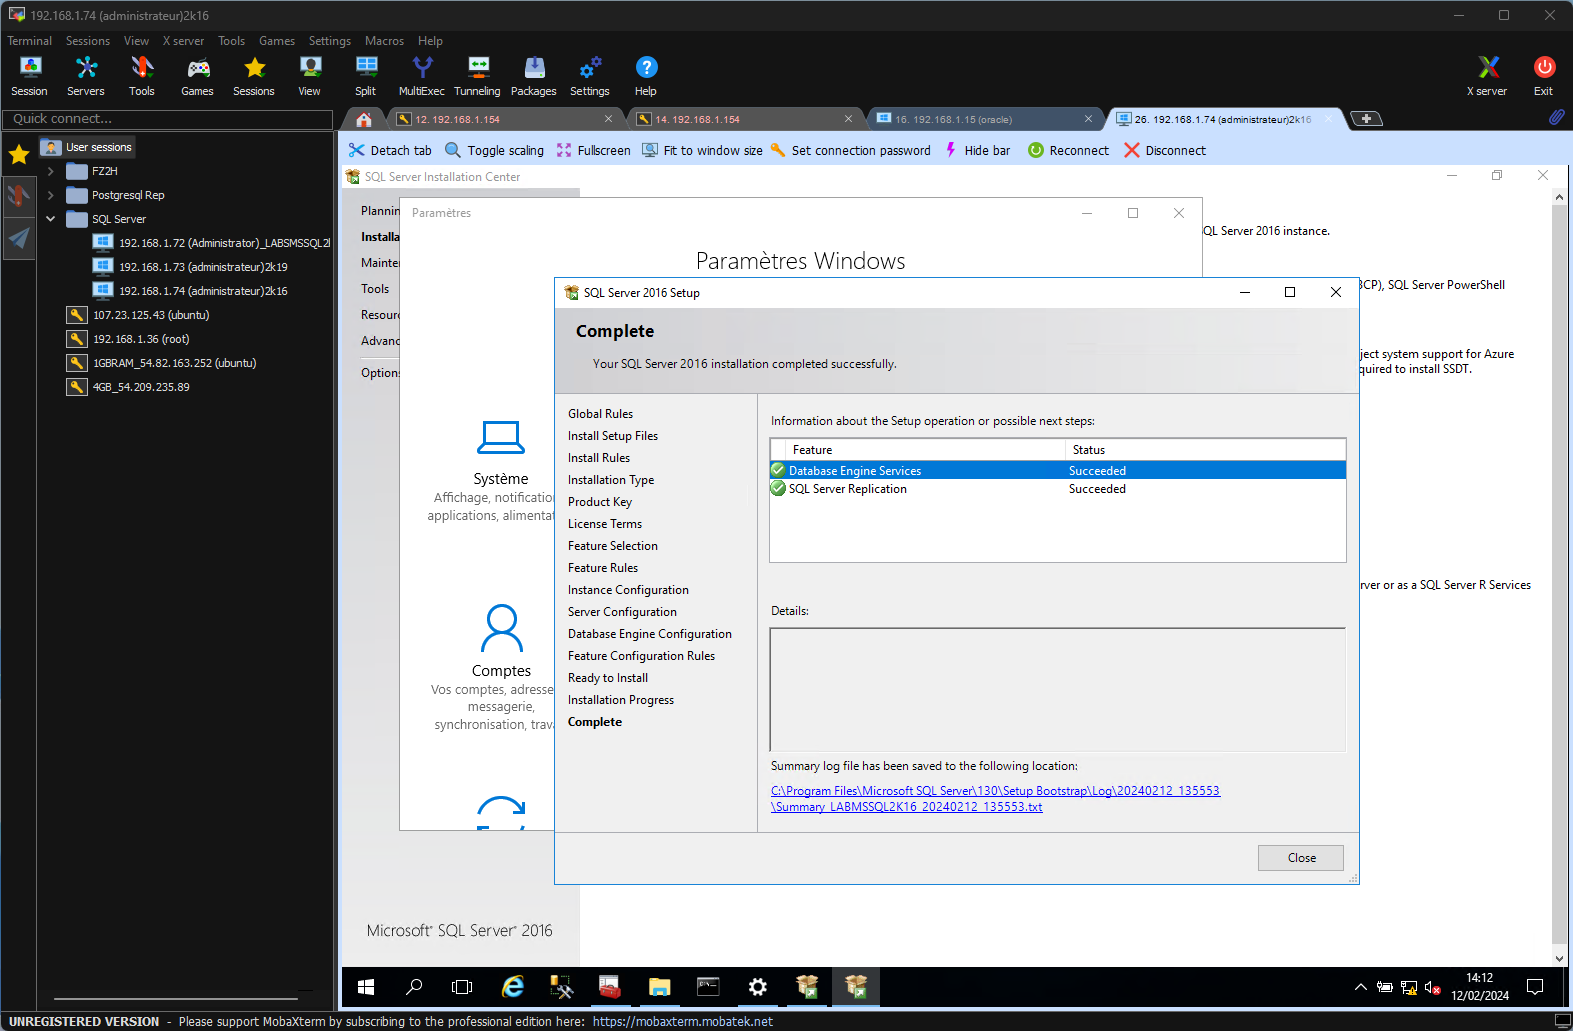 192.168.1.74 (administrateur)2k16
Terminal Sessions View X server Tools Games Settings Macros Help
Session Servers Tools Games Sessions View Split MultiExec Tunneling Packages Settings Help X server Exit
Quick connect...
12. 192.168.1.154
14. 192.168.1.154
16. 192.168.1.15 (oracle)
26. 192.168.1.74 (administrateur)2k16
Detach tab Toggle scaling Fullscreen Fit to window size Set connection password Hide bar Reconnect Disconnect
User sessions
FZ2H
Postgresql Rep
SQL Server
192.168.1.72 (Administrator)_LABSMSSQL2
192.168.1.73 (administrateur)2k19
192.168.1.74 (administrateur)2k16
107.23.125.43 (ubuntu)
192.168.1.36 (root)
1GBRAM_54.82.163.252 (ubuntu)
4GB_54.209.235.89
SQL Server Installation Center
Plannin
Installa
Mainter
Tools
Resourc
Advanc
Options
SQL Server 2016 instance.
BCP), SQL Server PowerShell
ject system support for Azure
quired to install SSDT.
rver or as a SQL Server R Services
Microsoft® SQL Server® 2016
Paramètres
Paramètres Windows
Système
Affichage, notification
applications, alimentat
Comptes
Vos comptes, adresse
messagerie,
synchronisation, trava
SQL Server 2016 Setup
Complete
Your SQL Server 2016 installation completed successfully.
Global Rules
Install Setup Files
Install Rules
Installation Type
Product Key
License Terms
Feature Selection
Feature Rules
Instance Configuration
Server Configuration
Database Engine Configuration
Feature Configuration Rules
Ready to Install
Installation Progress
Complete
Information about the Setup operation or possible next steps:
Feature Status
Database Engine Services Succeeded
SQL Server Replication Succeeded
Details:
Summary log file has been saved to the following location:
C:\Program Files\Microsoft SQL Server\130\Setup Bootstrap\Log\20240212_135553
\Summary_LABMSSQL2K16_20240212_135553.txt
Close
14:12
12/02/2024
UNREGISTERED VERSION - Please support MobaXterm by subscribing to the professional edition here: https://mobaxterm.mobatek.net